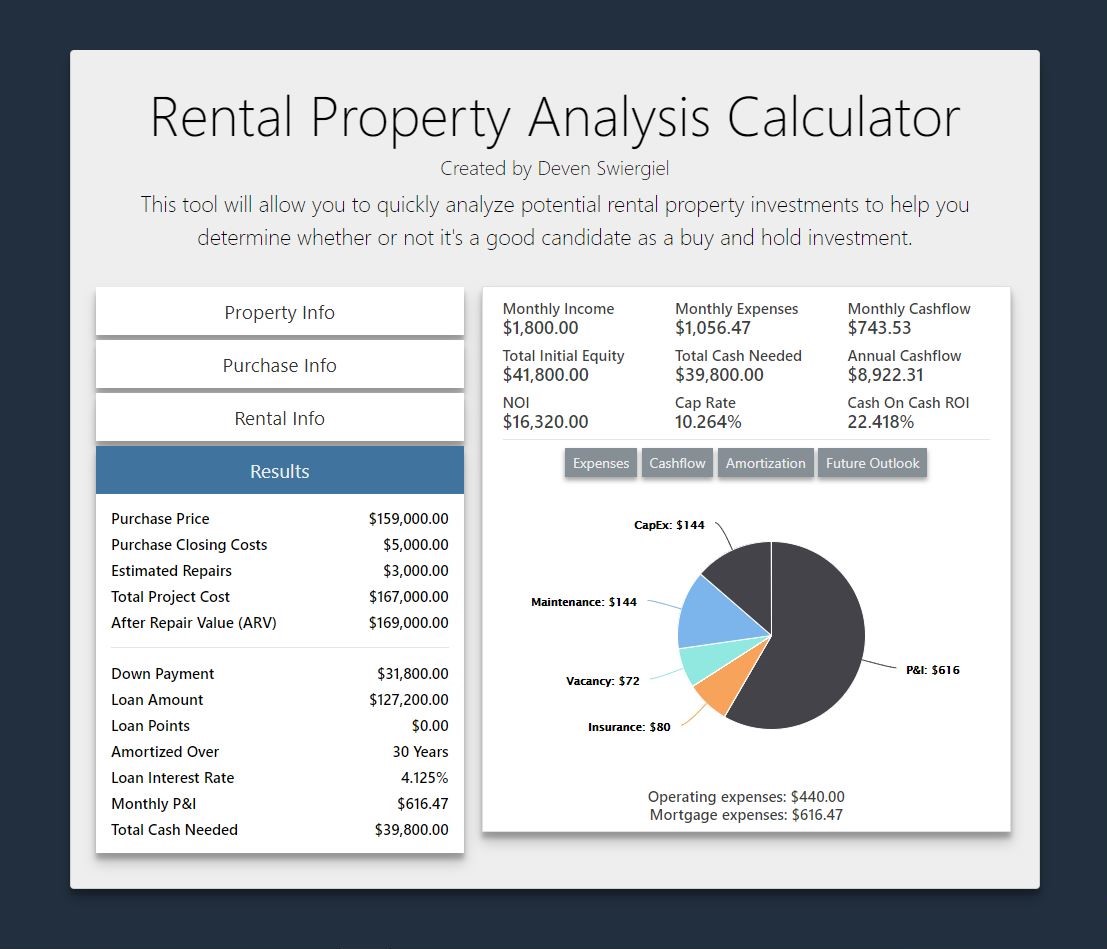 Rental Property Analysis Calculator
Created by Deven Swiergiel
This tool will allow you to quickly analyze potential rental property investments to help you
determine whether or not it's a good candidate as a buy and hold investment.
Property Info
Purchase Info
Rental Info
Results
Purchase Price $159,000.00
Purchase Closing Costs $5,000.00
Estimated Repairs $3,000.00
Total Project Cost $167,000.00
After Repair Value (ARV) $169,000.00
Down Payment $31,800.00
Loan Amount $127,200.00
Loan Points $0.00
Amortized Over 30 Years
Loan Interest Rate 4.125%
Monthly P&I $616.47
Total Cash Needed $39,800.00
Monthly Income Monthly Expenses Monthly Cashflow
$1,800.00 $1,056.47 $743.53
Total Initial Equity Total Cash Needed Annual Cashflow
$41,800.00 $39,800.00 $8,922.31
NOI Cap Rate Cash On Cash ROI
$16,320.00 10.264% 22.418%
Expenses Cashflow Amortization Future Outlook
CapEx: $144
Maintenance: $144
P&I: $616
Vacancy: $72
Insurance: $80
Operating expenses: $440.00
Mortgage expenses: $616.47